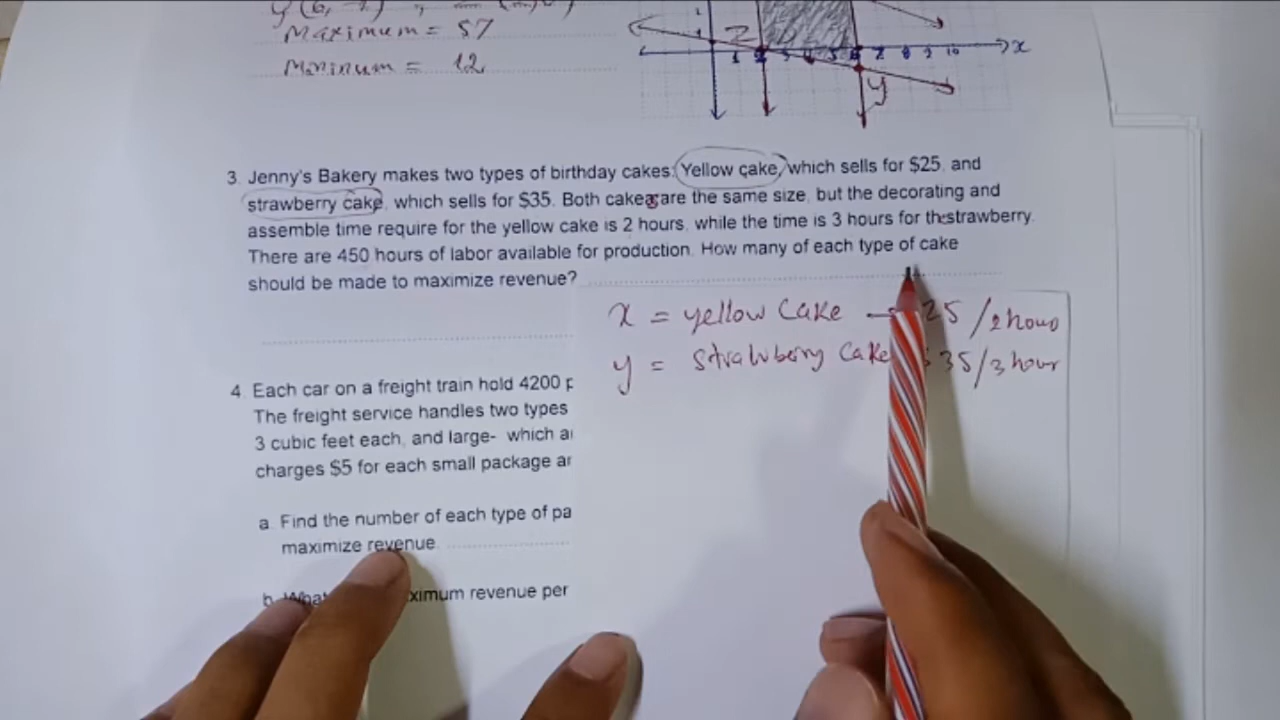 Maximum = 57
Minimum = 12
Z
1
7 8 9 10
x
y
3. Jenny's Bakery makes two types of birthday cakes: Yellow cake, which sells for $25, and
strawberry cake, which sells for $35. Both cakes are the same size, but the decorating and
assemble time require for the yellow cake is 2 hours, while the time is 3 hours for the strawberry.
There are 450 hours of labor available for production. How many of each type of cake
should be made to maximize revenue?
x = yellow cake 25 / 2 hour
y = Strawberry Cake $35/3 hour
4. Each car on a freight train hold 4200
The freight service handles two types
3 cubic feet each, and large- which
charges $5 for each small package
a. Find the number of each type of
maximize revenue
b. revenue per